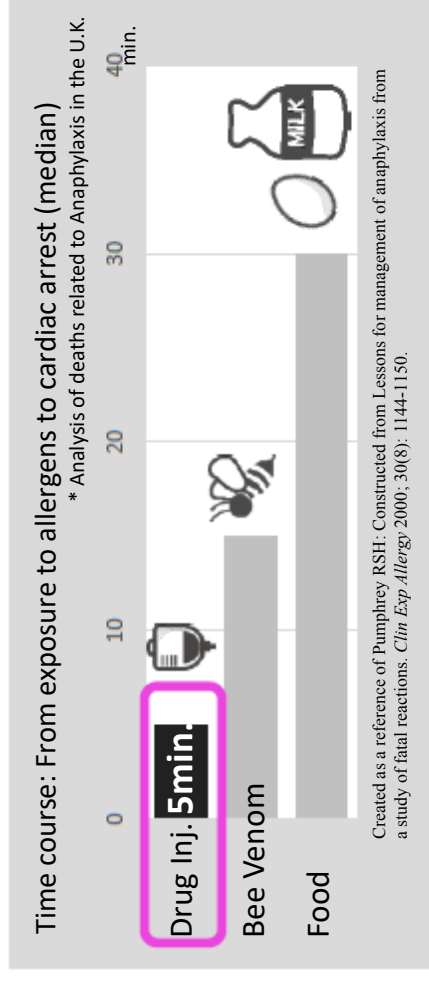 Time course: From exposure to allergens to cardiac arrest (median)
* Analysis of deaths related to Anaphylaxis in the U.K.
0 10 20 30 40
min.
Drug Inj. 5min.
Bee Venom
Food
MILK
Created as a reference of Pumphrey RSH: Constructed from Lessons for management of anaphylaxis from
a study of fatal reactions. Clin Exp Allergy 2000; 30(8): 1144-1150.